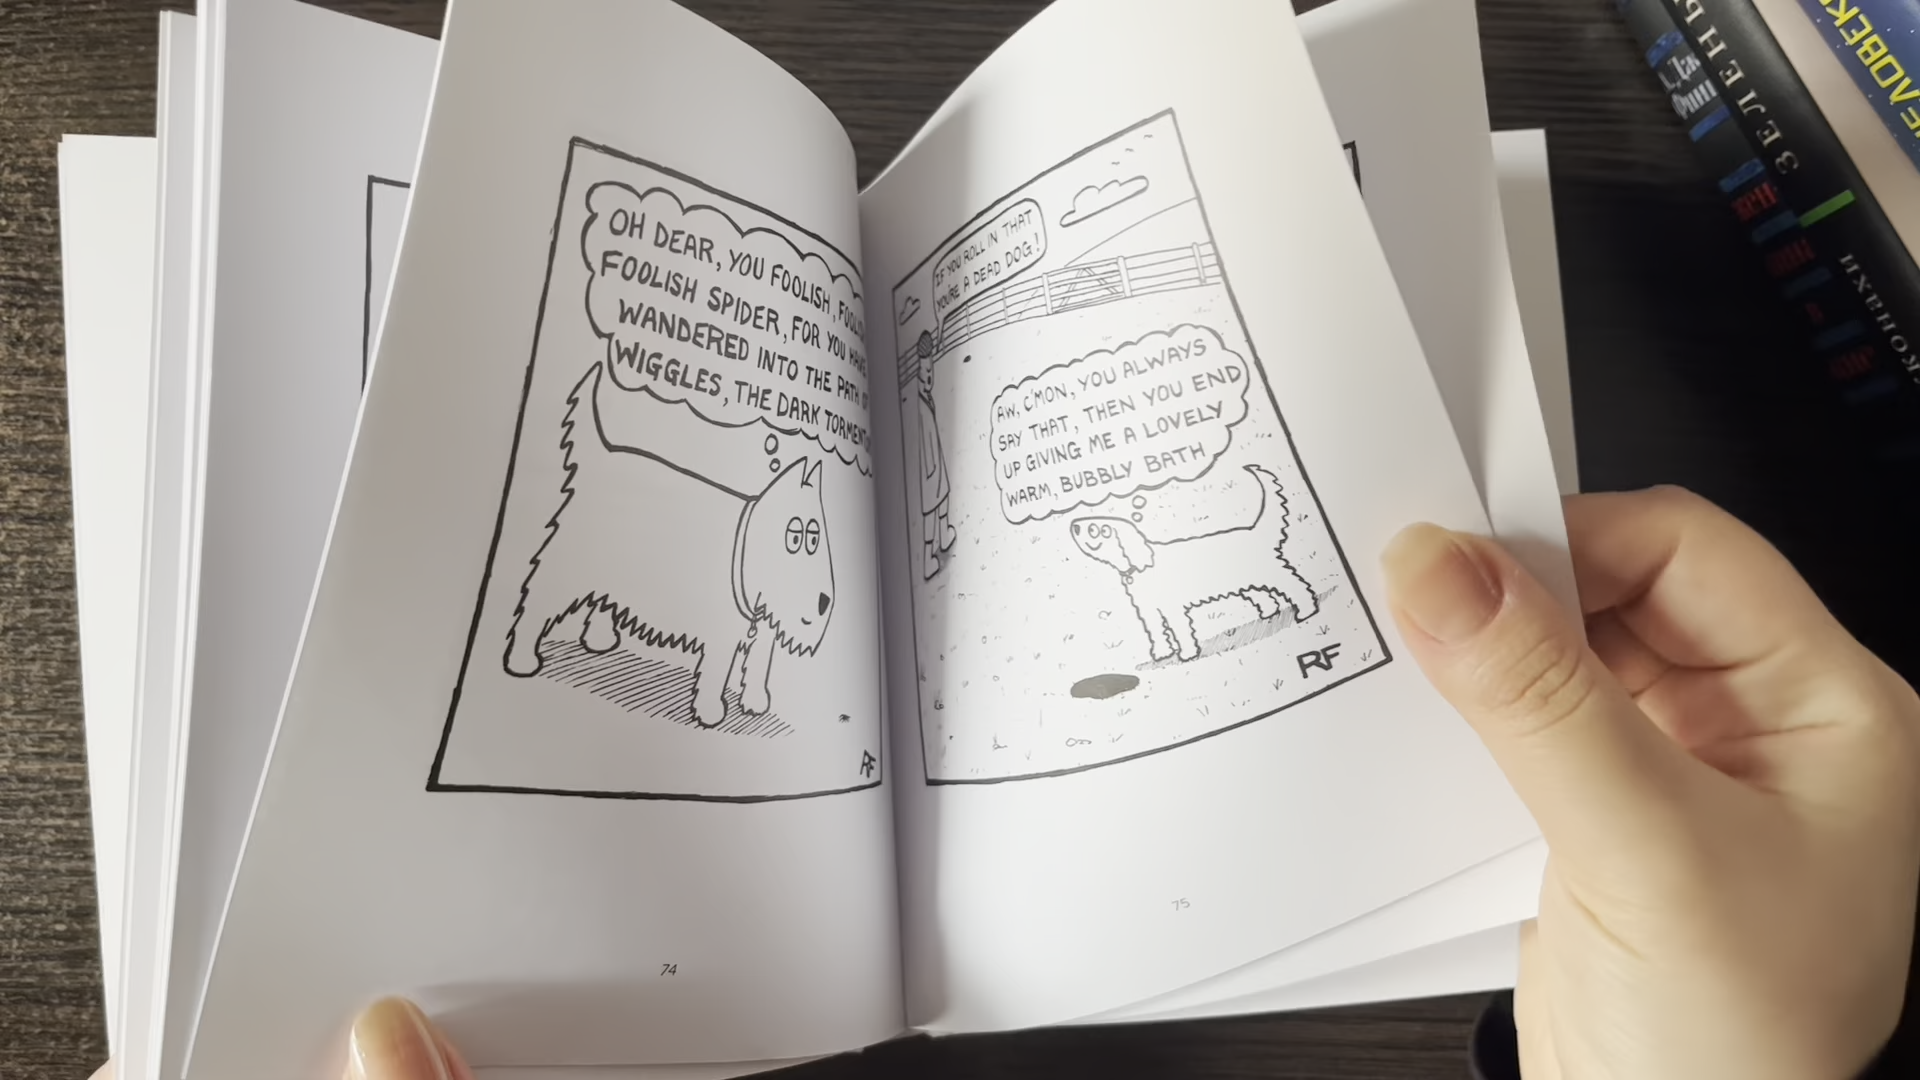 OH DEAR, YOU FOOLISH,
FOOLISH SPIDER, FOR YOU HAVE
WANDERED INTO THE PATH
WIGGLES, THE DARK
RF
74
IF YOU ROLL IN THAT
YOU'RE A DEAD DOG!
AW, C'MON, YOU ALWAYS
SAY THAT, THEN YOU END
UP GIVING ME A LOVELY
WARM, BUBBLY BATH
RF
75